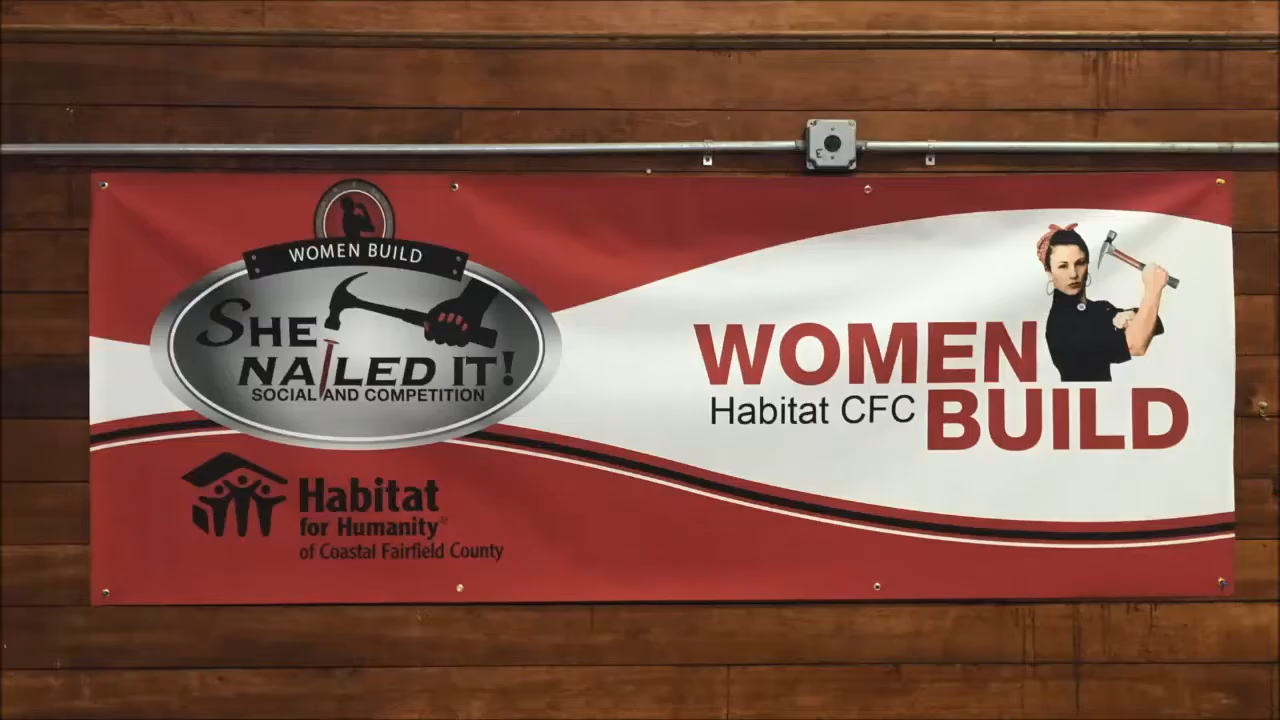 WOMEN BUILD
SHE
NAILED IT!
SOCIAL AND COMPETITION
Habitat
for Humanity®
of Coastal Fairfield County
WOMEN
Habitat CFC BUILD